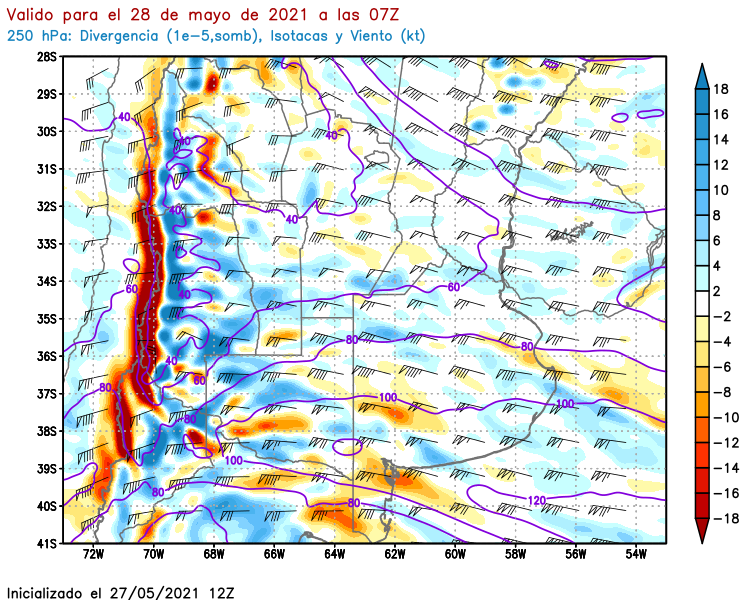 Valido para el 28 de mayo de 2021 a las 07Z
250 hPa: Divergencia (1e-5,somb), Isotacas y Viento (kt)
28S
29S
30S
31S
32S
33S
34S
35S
36S
37S
38S
39S
40S
41S
72W 70W 68W 66W 64W 62W 60W 58W 56W 54W
40
40
40
40
40
60
40
60
80
80
40
60
80
100
100
80
100
80
80
120
18
16
14
12
10
8
6
4
2
-2
-4
-6
-8
-10
-12
-14
-16
-18
Inicializado el 27/05/2021 12Z